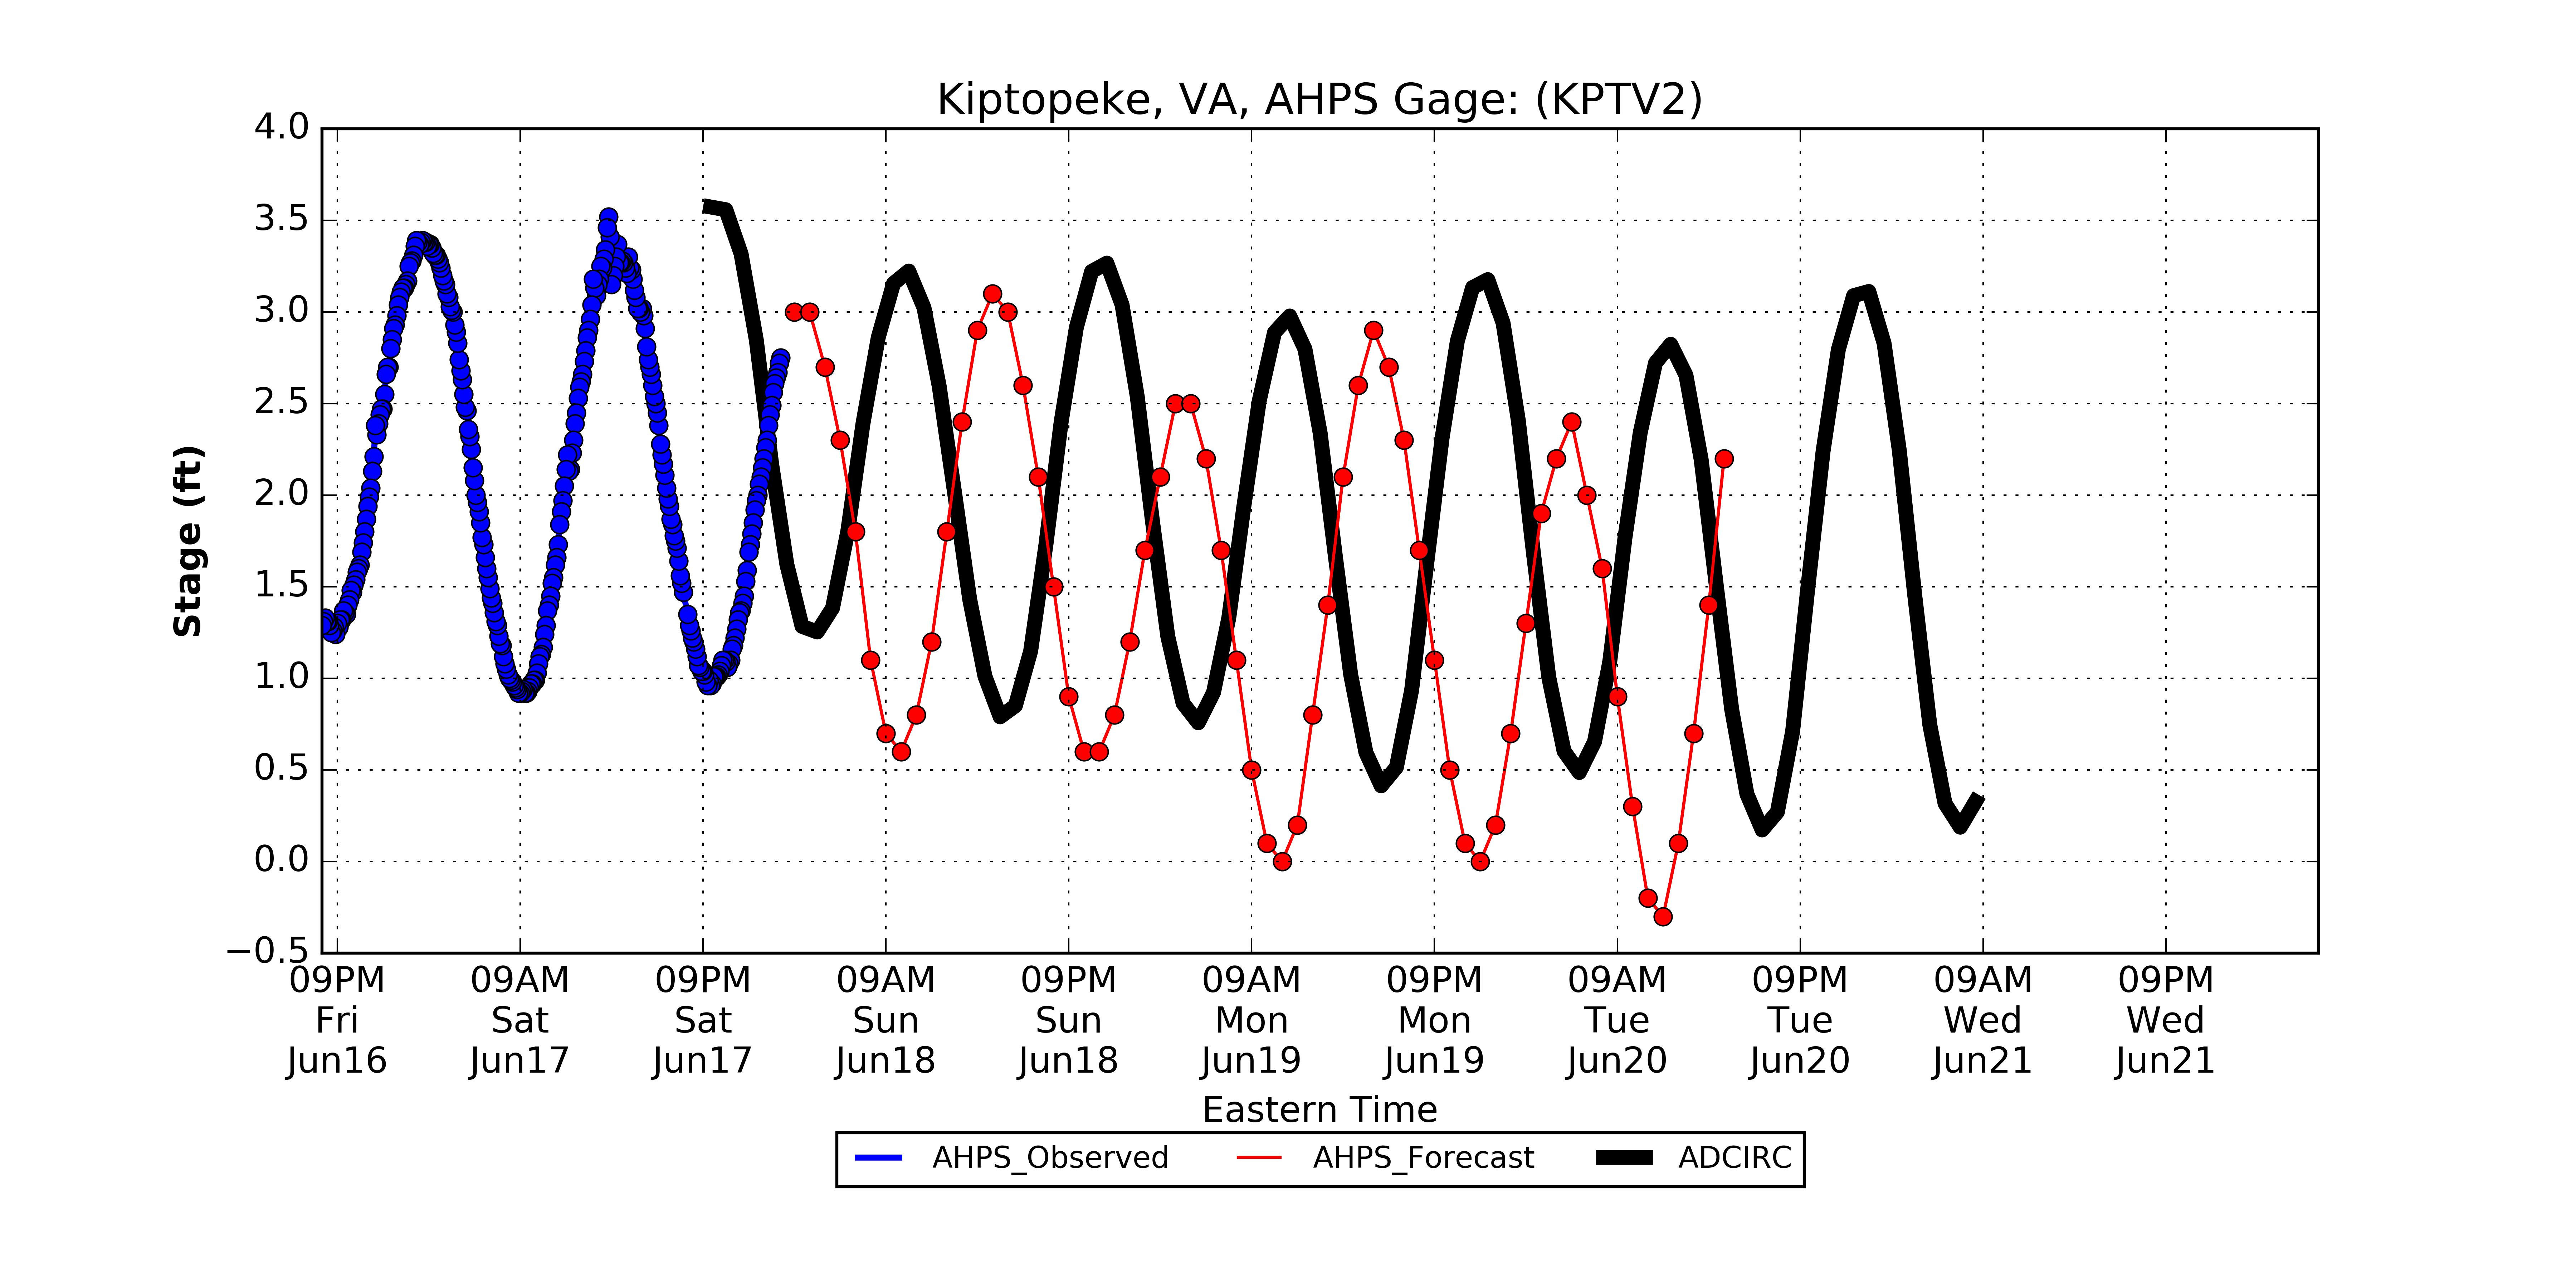 Kiptopeke, VA, AHPS Gage: (KPTV2)
Stage (ft)
4.0
3.5
3.0
2.5
2.0
1.5
1.0
0.5
0.0
−0.5
09PM 09AM 09PM 09AM 09PM 09AM 09PM 09AM 09PM 09AM 09PM
Fri Sat Sat Sun Sun Mon Mon Tue Tue Wed Wed
Jun16 Jun17 Jun17 Jun18 Jun18 Jun19 Jun19 Jun20 Jun20 Jun21 Jun21
Eastern Time
AHPS_Observed AHPS_Forecast ADCIRC